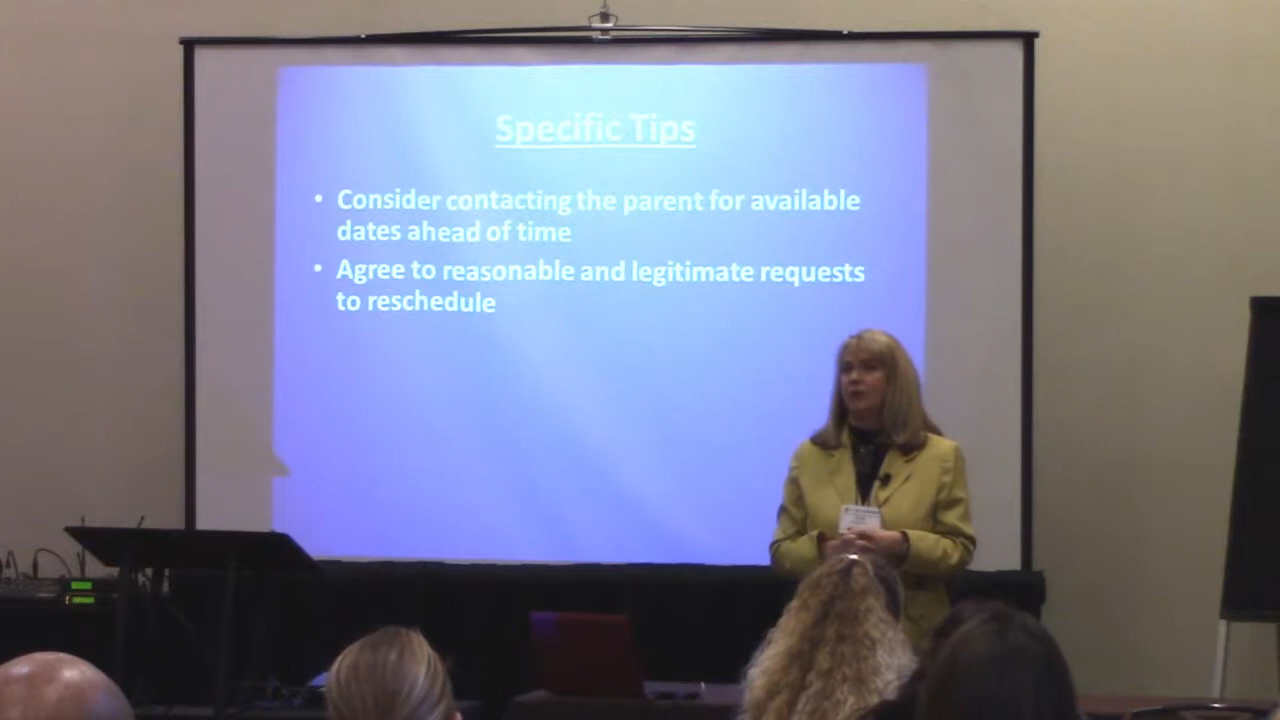 Specific Tips
• Consider contacting the parent for available
dates ahead of time
• Agree to reasonable and legitimate requests
to reschedule